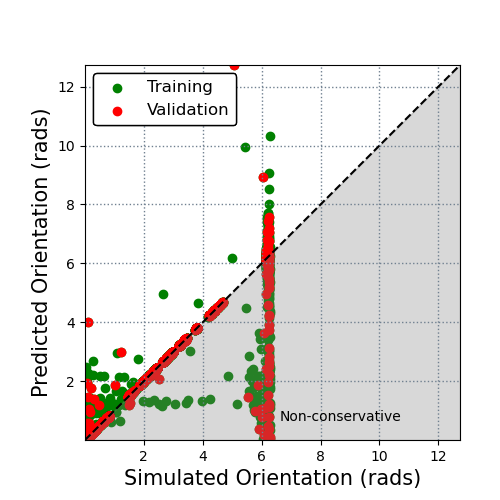 Training
Validation
12
10
8
6
4
2
Predicted Orientation (rads)
Non-conservative
2 4 6 8 10 12
Simulated Orientation (rads)